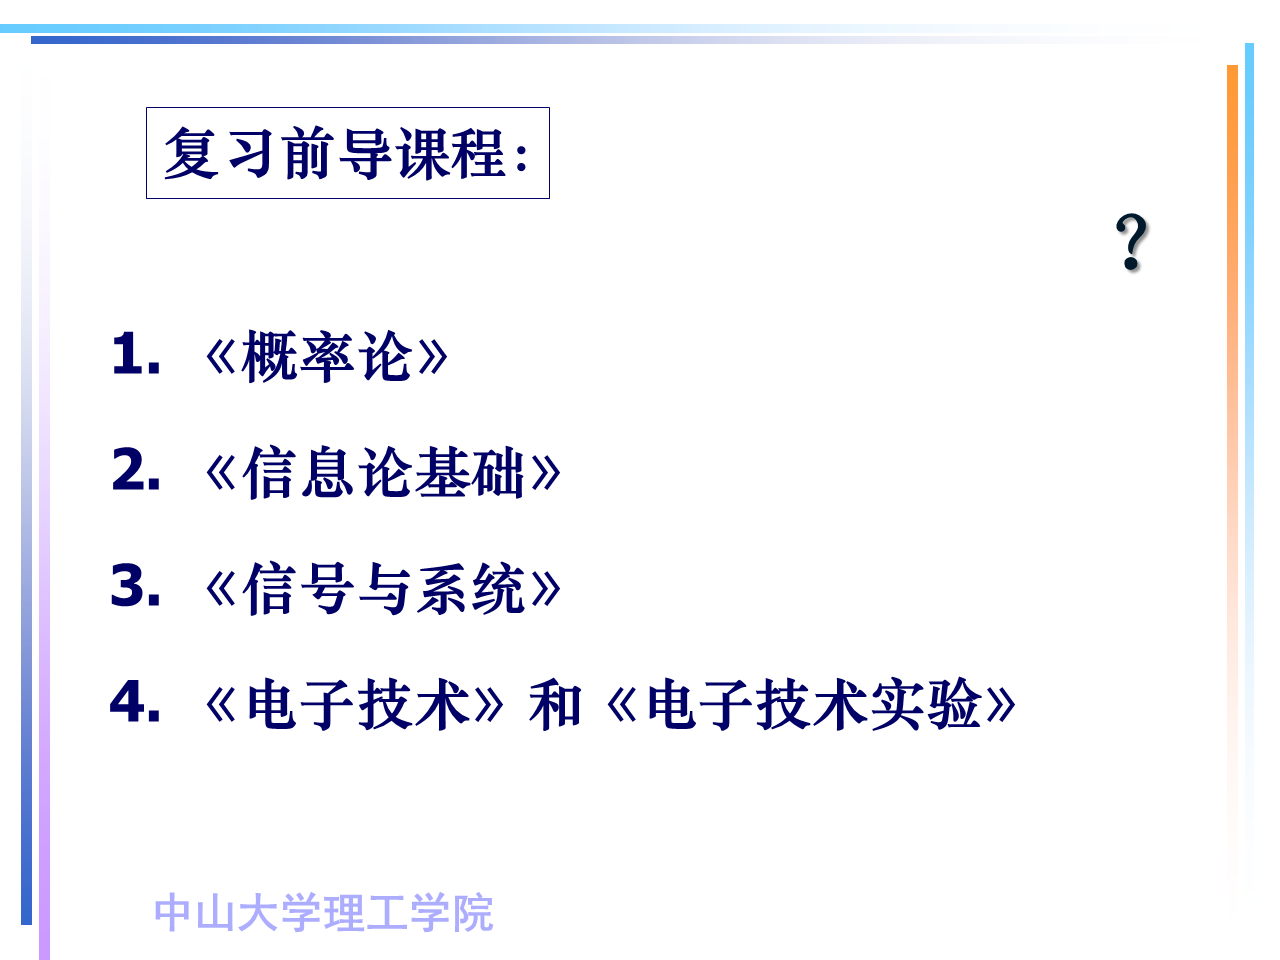 复习前导课程：
？
1. 《概率论》
2. 《信息论基础》
3. 《信号与系统》
4. 《电子技术》和《电子技术实验》
中山大学理工学院